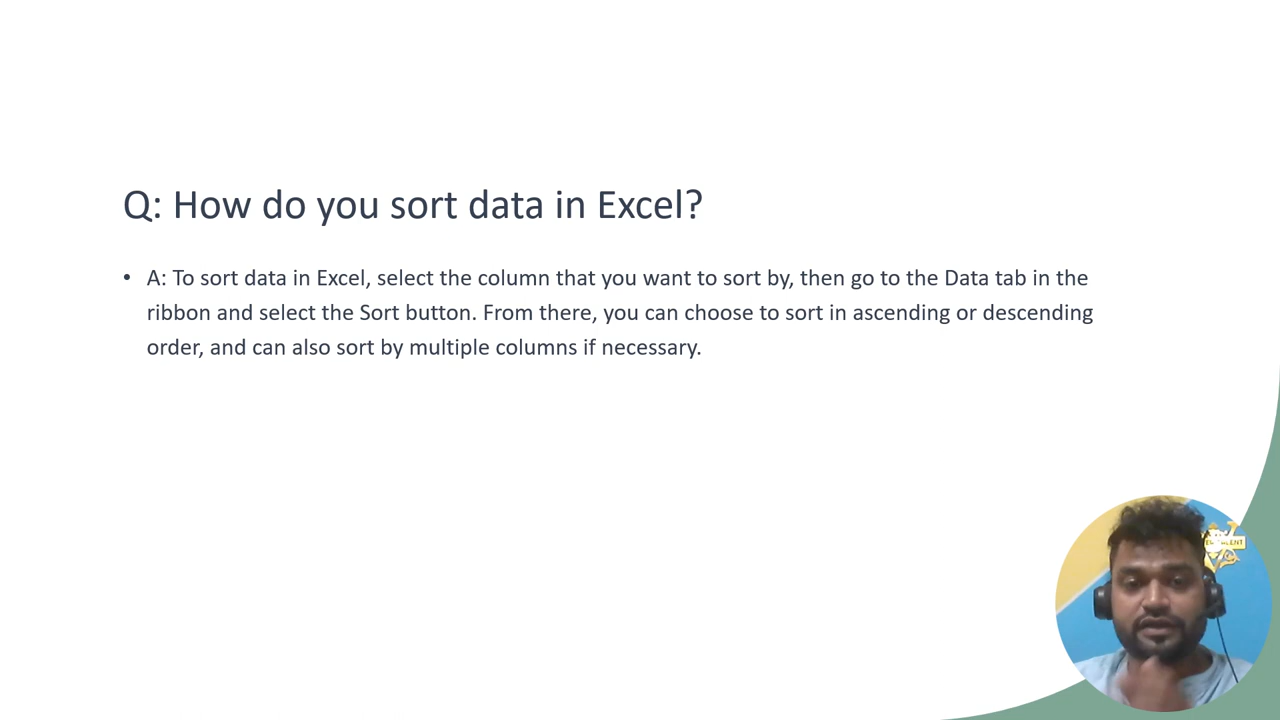 Q: How do you sort data in Excel?
• A: To sort data in Excel, select the column that you want to sort by, then go to the Data tab in the
ribbon and select the Sort button. From there, you can choose to sort in ascending or descending
order, and can also sort by multiple columns if necessary.